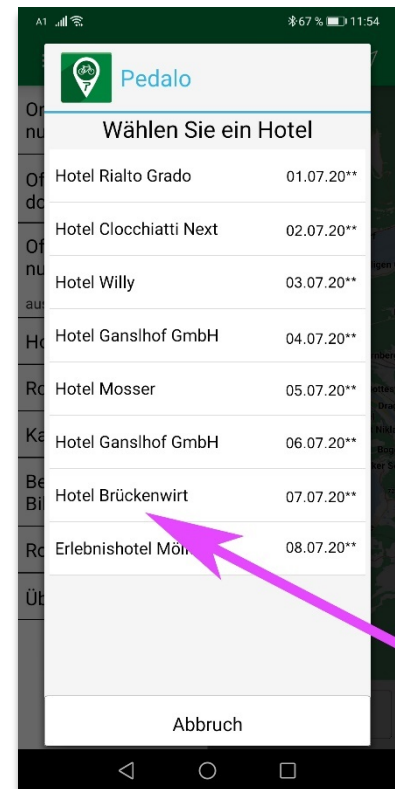 A1 67 % 11:54
Pedalo
Wählen Sie ein Hotel
Hotel Rialto Grado 01.07.20**
Hotel Clocchiatti Next 02.07.20**
Hotel Willy 03.07.20**
Hotel Ganslhof GmbH 04.07.20**
Hotel Mosser 05.07.20**
Hotel Ganslhof GmbH 06.07.20**
Hotel Brückenwirt 07.07.20**
Erlebnishotel 08.07.20**
Abbruch